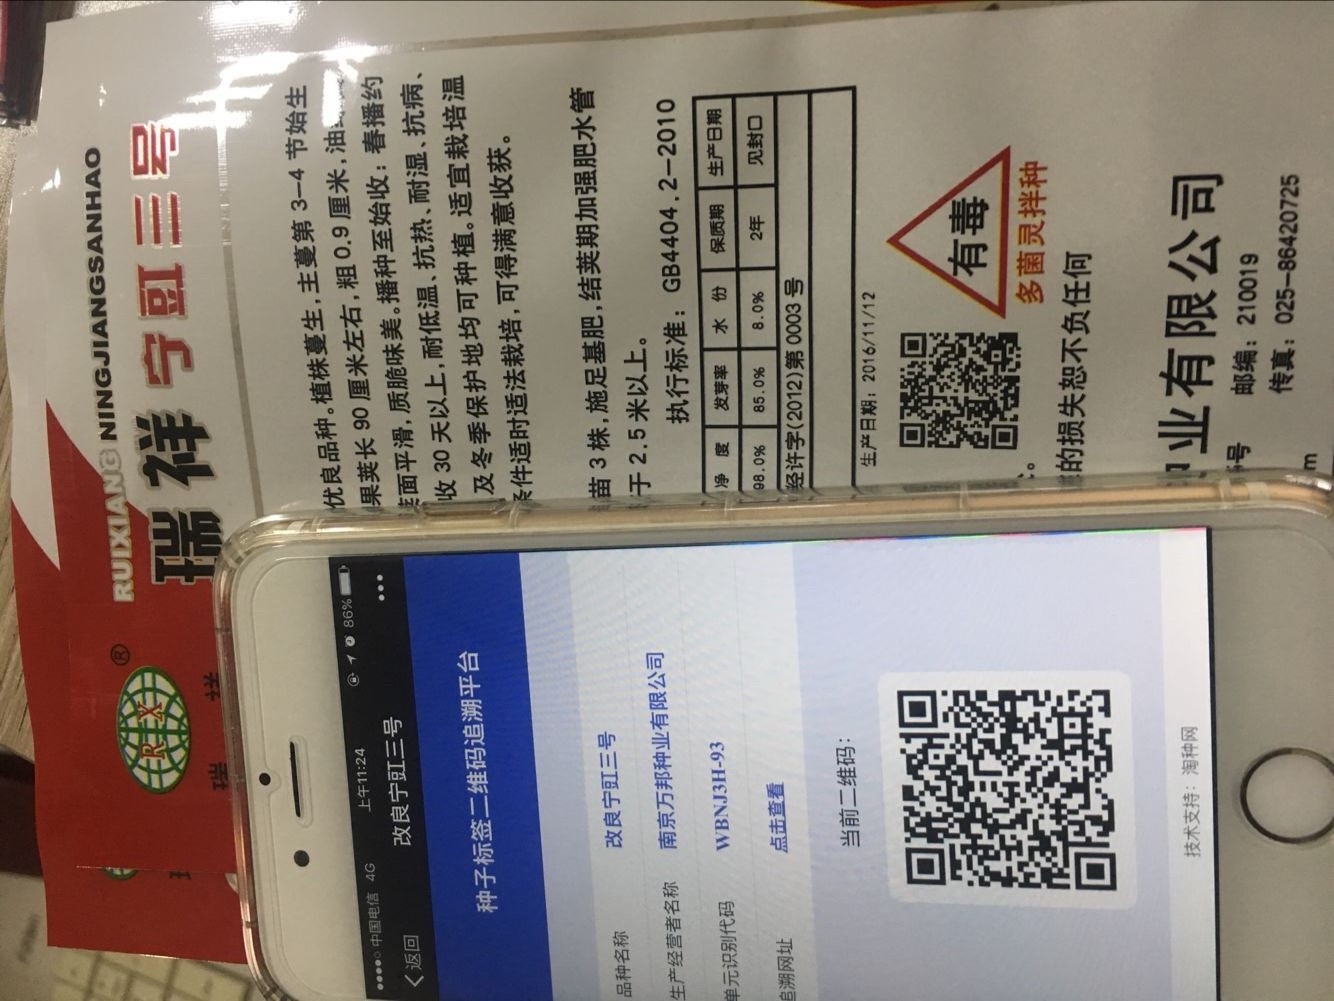 RUIXIANG NINGJIANGSANHAO
瑞祥 宁豇三号
R X
®
瑞 祥
优良品种。植株蔓生,主蔓第3-4节始生
果荚长90厘米左右,粗0.9厘米,油
荚面平滑,质脆味美。播种至始收:春播约
收30天以上,耐低温、抗热、耐湿、抗病、
及冬季保护地均可种植。适宜栽培温
条件适时适法栽培,可得满意收获。
苗3株,施足基肥,结荚期加强肥水管
于2.5米以上。
执行标准:GB4404.2-2010
净 度 发芽率 水 份 保质期 生产日期
98.0% 85.0% 8.0% 2年 见封口
经许字(2012)第0003号
生产日期:2016/11/12
有毒
多菌灵拌种
的损失恕不负任何
业有限公司
号 邮编:210019
传真:025-86420725
m
中国电信 4G 上午11:24 86%
返回 改良宁豇三号 •••
种子标签二维码追溯平台
品种名称 改良宁豇三号
生产经营者名称 南京万邦种业有限公司
单元识别代码 WBNJ3H-93
追溯网址 点击查看
当前二维码:
技术支持:淘种网